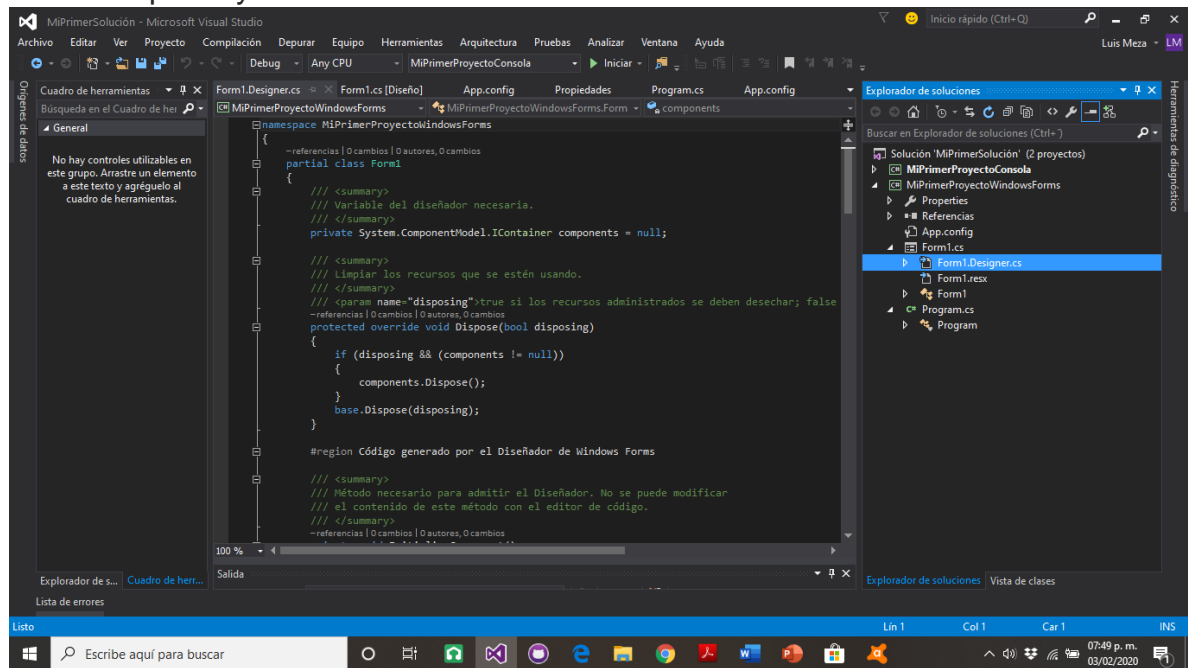 MiPrimerSolución - Microsoft Visual Studio
Inicio rápido (Ctrl+Q)
Archivo Editar Ver Proyecto Compilación Depurar Equipo Herramientas Arquitectura Pruebas Analizar Ventana Ayuda
Luis Meza LM
Debug Any CPU MiPrimerProyectoConsola Iniciar
Orígenes de datos
Cuadro de herramientas
Búsqueda en el Cuadro de her
General
No hay controles utilizables en
este grupo. Arrastre un elemento
a este texto y agréguelo al
cuadro de herramientas.
Form1.Designer.cs Form1.cs [Diseño] App.config Propiedades Program.cs App.config
MiPrimerProyectoWindowsForms MiPrimerProyectoWindowsForms.Form components
namespace MiPrimerProyectoWindowsForms
{
–referencias | 0 cambios | 0 autores, 0 cambios
partial class Form1
{
/// <summary>
/// Variable del diseñador necesaria.
/// </summary>
private System.ComponentModel.IContainer components = null;
/// <summary>
/// Limpiar los recursos que se estén usando.
/// </summary>
/// <param name="disposing">true si los recursos administrados se deben desechar; false
–referencias | 0 cambios | 0 autores, 0 cambios
protected override void Dispose(bool disposing)
{
if (disposing && (components != null))
{
components.Dispose();
}
base.Dispose(disposing);
}
#region Código generado por el Diseñador de Windows Forms
/// <summary>
/// Método necesario para admitir el Diseñador. No se puede modificar
/// el contenido de este método con el editor de código.
/// </summary>
–referencias | 0 cambios | 0 autores, 0 cambios
100 %
Salida
Explorador de soluciones
Buscar en Explorador de soluciones (Ctrl+´)
Solución 'MiPrimerSolución' (2 proyectos)
MiPrimerProyectoConsola
MiPrimerProyectoWindowsForms
Properties
Referencias
App.config
Form1.cs
Form1.Designer.cs
Form1.resx
Form1
Program.cs
Program
Herramientas de diagnóstico
Explorador de s... Cuadro de herr...
Explorador de soluciones Vista de clases
Lista de errores
Listo Lín 1 Col 1 Car 1 INS
Escribe aquí para buscar
07:49 p. m.
03/02/2020